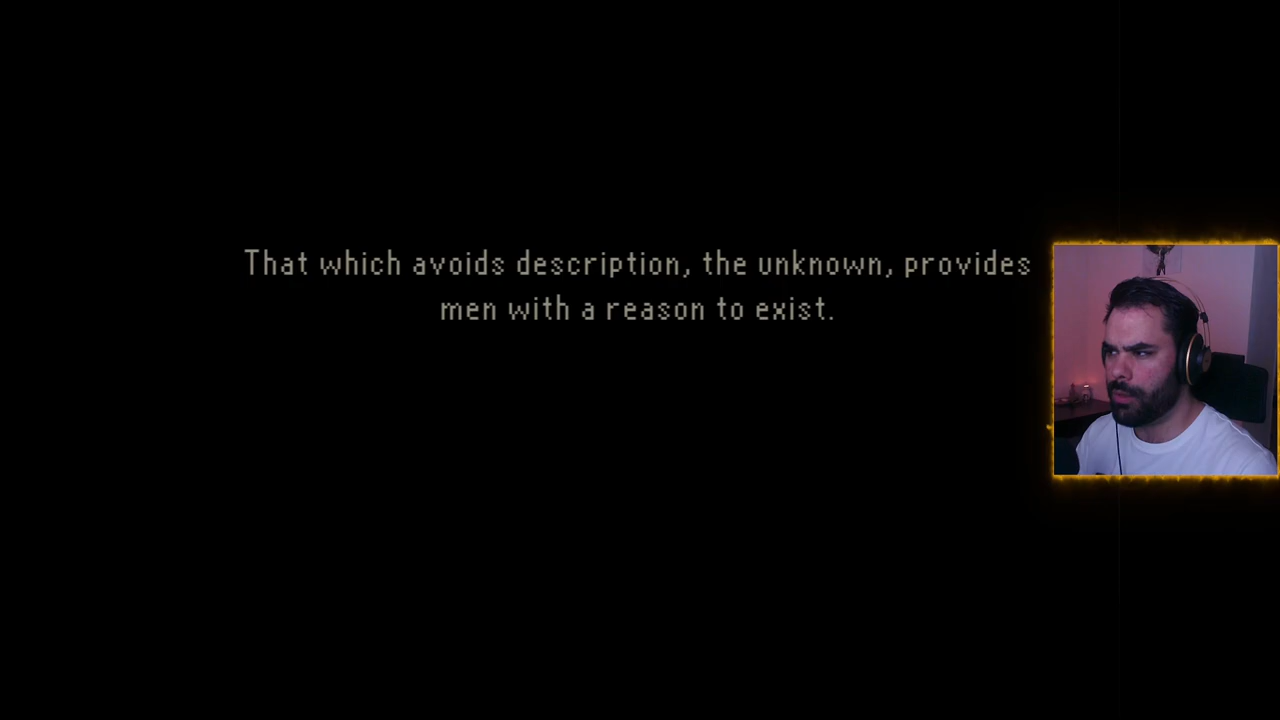 That which avoids description, the unknown, provides
men with a reason to exist.